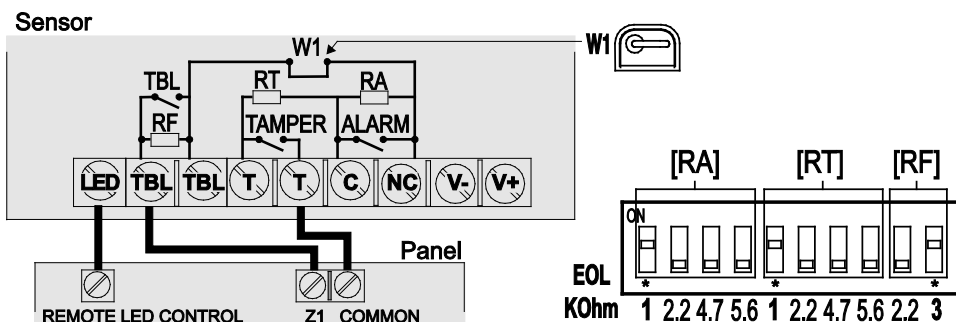 Sensor
W1
W1
TBL
RT
RA
RF
TAMPER
ALARM
LED TBL TBL T T C NC V- V+
Panel
REMOTE LED CONTROL
Z1 COMMON
[RA] [RT] [RF]
ON
EOL
* * *
KOhm 1 2.2 4.7 5.6 1 2.2 4.7 5.6 2.2 3